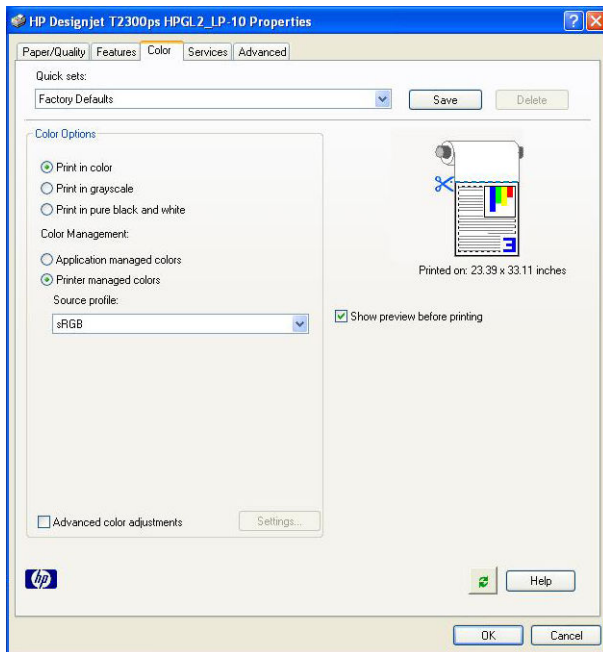 HP Designjet T2300ps HPGL2_LP-10 Properties
Paper/Quality Features Color Services Advanced
Quick sets:
Factory Defaults
Save
Delete
Color Options
Print in color
Print in grayscale
Print in pure black and white
Color Management:
Application managed colors
Printer managed colors
Source profile:
sRGB
Advanced color adjustments
Settings...
3
Printed on: 23.39 x 33.11 inches
Show preview before printing
hp
Help
OK
Cancel